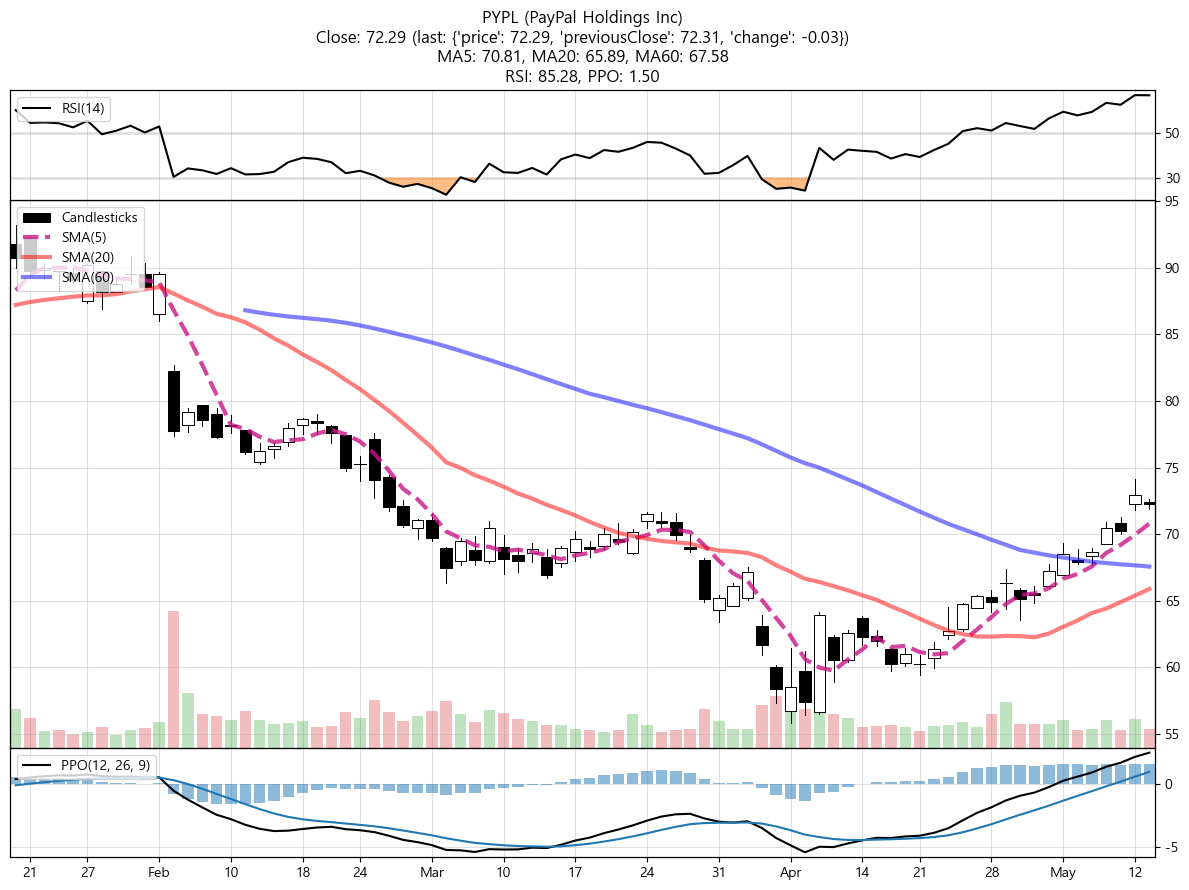 PYPL (PayPal Holdings Inc)
Close: 72.29 (last: {'price': 72.29, 'previousClose': 72.31, 'change': -0.03})
MA5: 70.81, MA20: 65.89, MA60: 67.58
RSI: 85.28, PPO: 1.50
RSI(14)
50
30
95
Candlesticks
SMA(5)
SMA(20)
SMA(60)
90
85
80
75
70
65
60
55
PPO(12, 26, 9)
0
-5
21 27 Feb 10 18 24 Mar 10 17 24 31 Apr 14 21 28 May 12